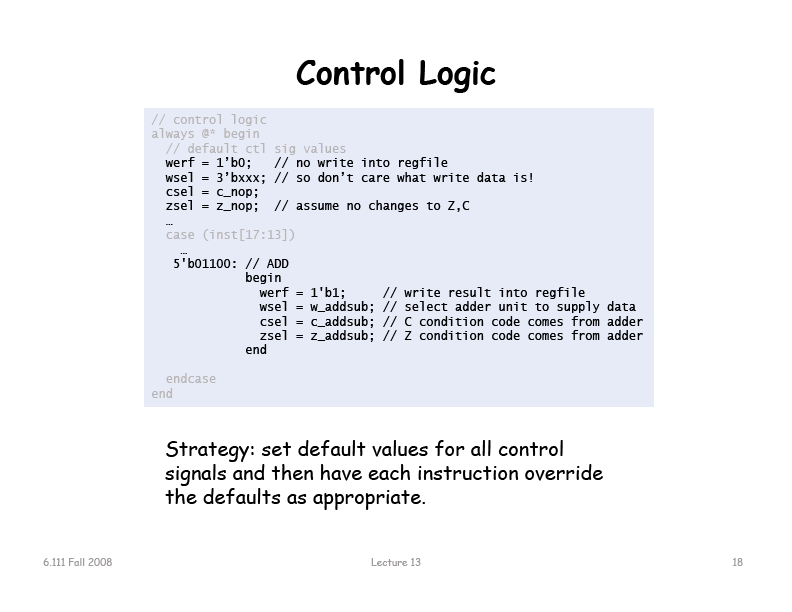 Control Logic
// control logic
always @* begin
// default ctl sig values
werf = 1’b0; // no write into regfile
wsel = 3’bxxx; // so don’t care what write data is!
csel = c_nop;
zsel = z_nop; // assume no changes to Z,C
…
case (inst[17:13])
…
5'b01100: // ADD
begin
werf = 1'b1; // write result into regfile
wsel = w_addsub; // select adder unit to supply data
csel = c_addsub; // C condition code comes from adder
zsel = z_addsub; // Z condition code comes from adder
end
endcase
end
Strategy: set default values for all control
signals and then have each instruction override
the defaults as appropriate.
6.111 Fall 2008
Lecture 13
18